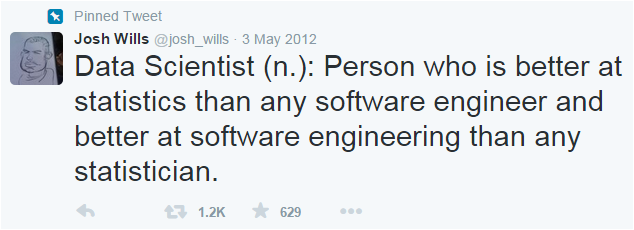 Pinned Tweet
Josh Wills @josh_wills · 3 May 2012
Data Scientist (n.): Person who is better at
statistics than any software engineer and
better at software engineering than any
statistician.
1.2K 629